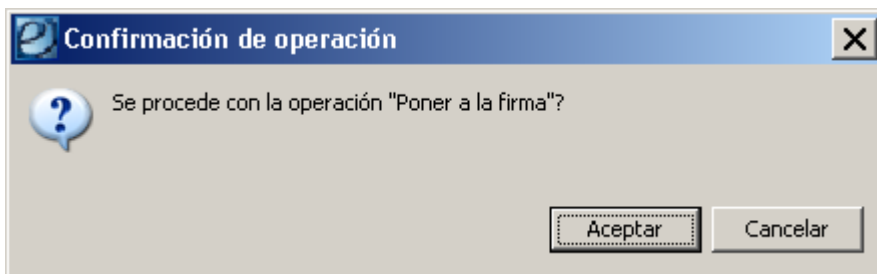 Confirmación de operación
Se procede con la operación "Poner a la firma"?
Aceptar
Cancelar